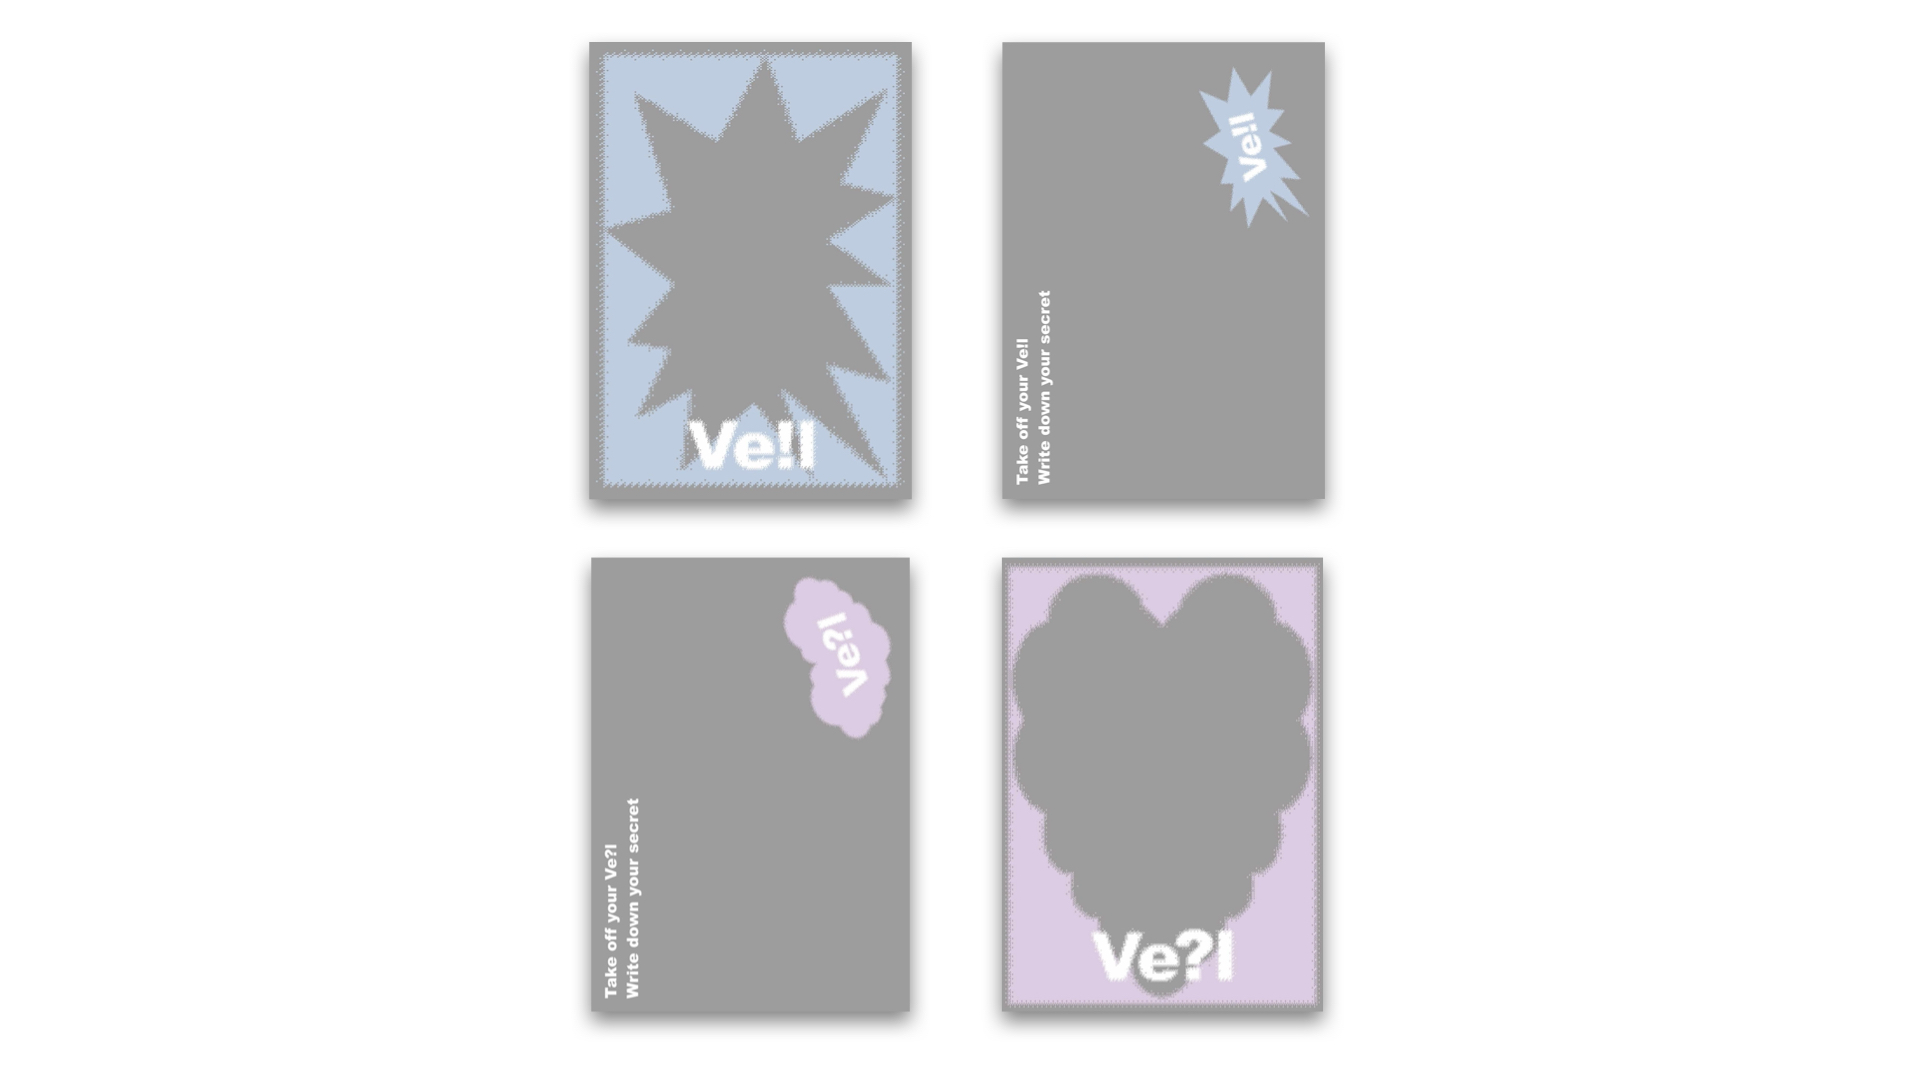 Ve!l
Ve!l
Take off your Ve!l
Write down your secret
Ve?l
Take off your Ve?l
Write down your secret
Ve?l